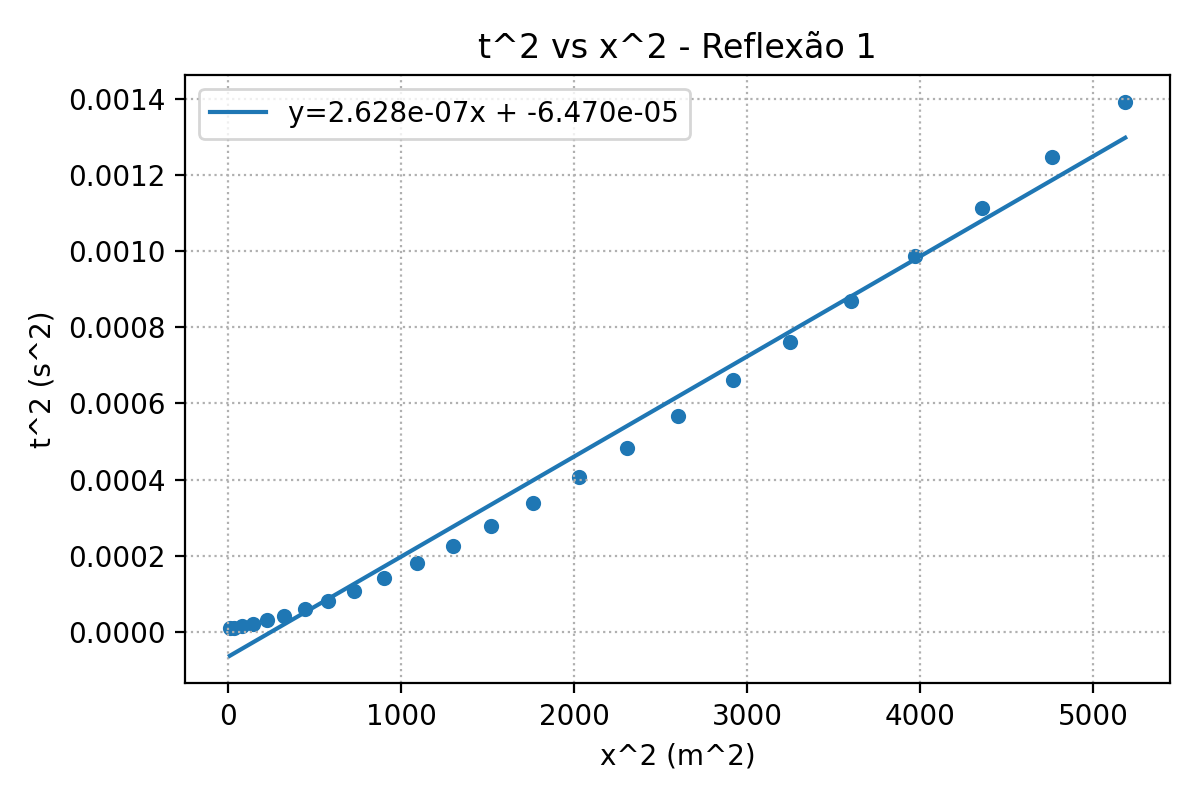 t^2 vs x^2 - Reflexão 1
y=2.628e-07x + -6.470e-05
0.0014
0.0012
0.0010
0.0008
0.0006
0.0004
0.0002
0.0000
t^2 (s^2)
0 1000 2000 3000 4000 5000
x^2 (m^2)